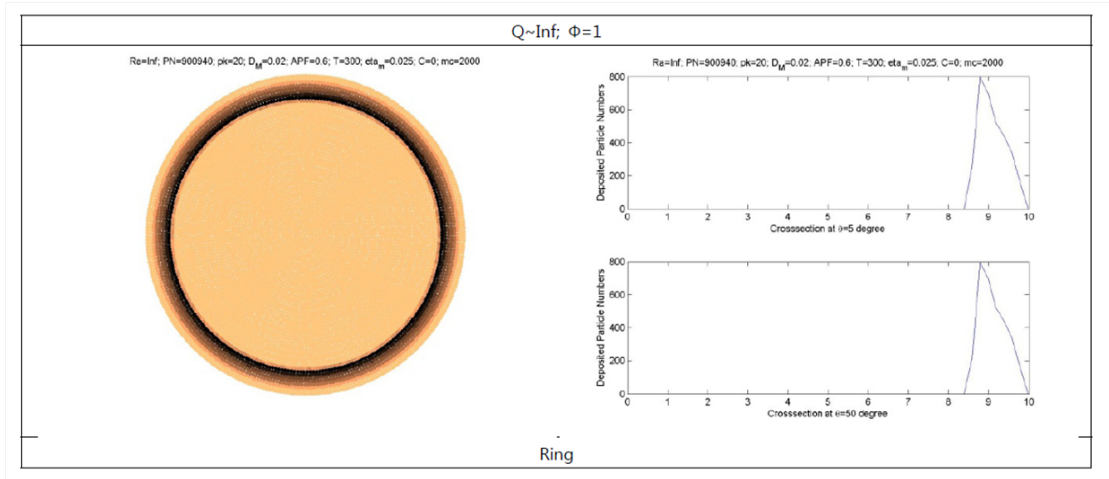 Q~Inf; Φ=1
Ra=Inf; PN=900940; pk=20; D_M=0.02; APF=0.6; T=300; eta_m=0.025; C=0; mc=2000
Ra=Inf; PN=900940; pk=20; D_M=0.02; APF=0.6; T=300; eta_m=0.025; C=0; mc=2000
800
600
400
200
0
Deposited Particle Numbers
0 1 2 3 4 5 6 7 8 9 10
Crosssection at θ=5 degree
800
600
400
200
0
Deposited Particle Numbers
0 1 2 3 4 5 6 7 8 9 10
Crosssection at θ=50 degree
Ring